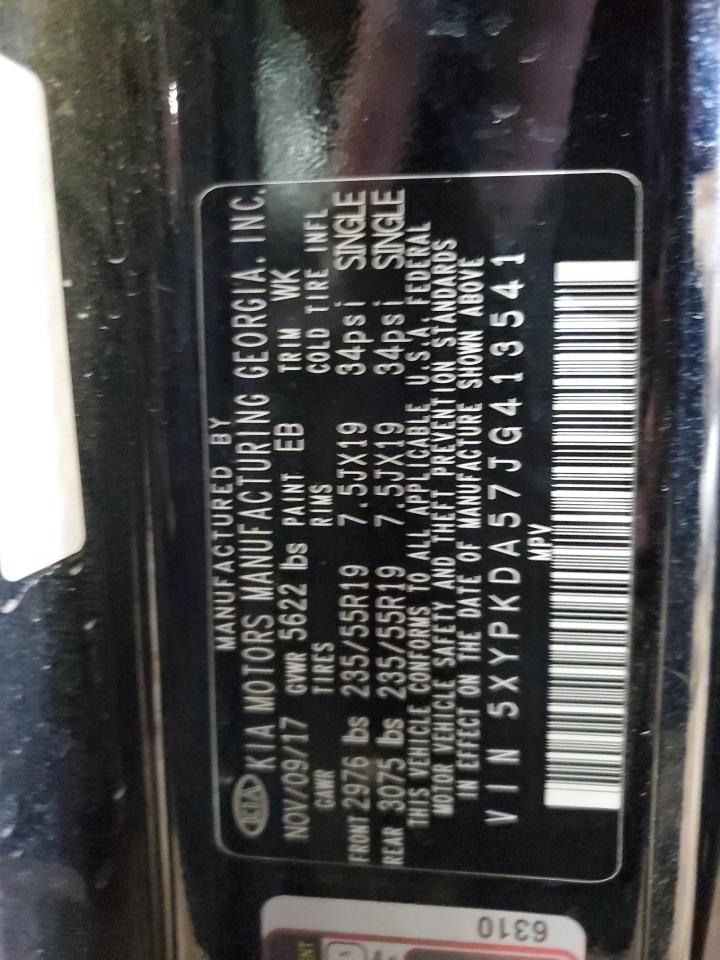 MANUFACTURED BY
KIA KIA MOTORS MANUFACTURING GEORGIA. INC.
NOV/09/17 GVWR 5622 lbs PAINT EB TRIM WK
GAWR TIRES RIMS COLD TIRE INFL
FRONT 2976 lbs 235/55R19 7.5JX19 34psi SINGLE
REAR 3075 lbs 235/55R19 7.5JX19 34psi SINGLE
THIS VEHICLE CONFORMS TO ALL APPLICABLE U.S.A. FEDERAL
MOTOR VEHICLE SAFETY AND THEFT PREVENTION STANDARDS
IN EFFECT ON THE DATE OF MANUFACTURE SHOWN ABOVE
VIN 5XYPKDA57JG413541
MPV
6310